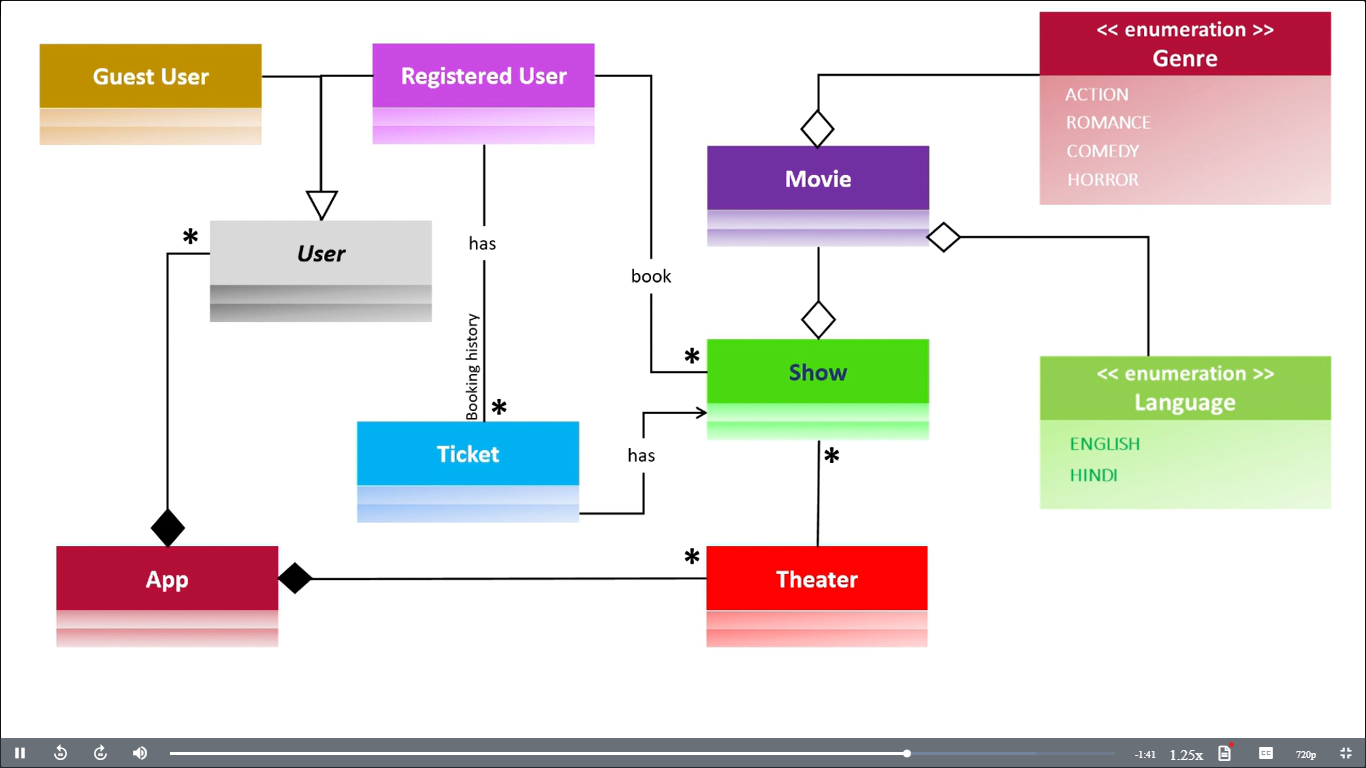 Guest User
Registered User
<< enumeration >>
Genre
ACTION
ROMANCE
COMEDY
HORROR
Movie
*
User
has
book
Booking history
*
*
Show
<< enumeration >>
Language
ENGLISH
HINDI
Ticket
has
*
App
*
Theater
-1:41
1.25x
CC
720p